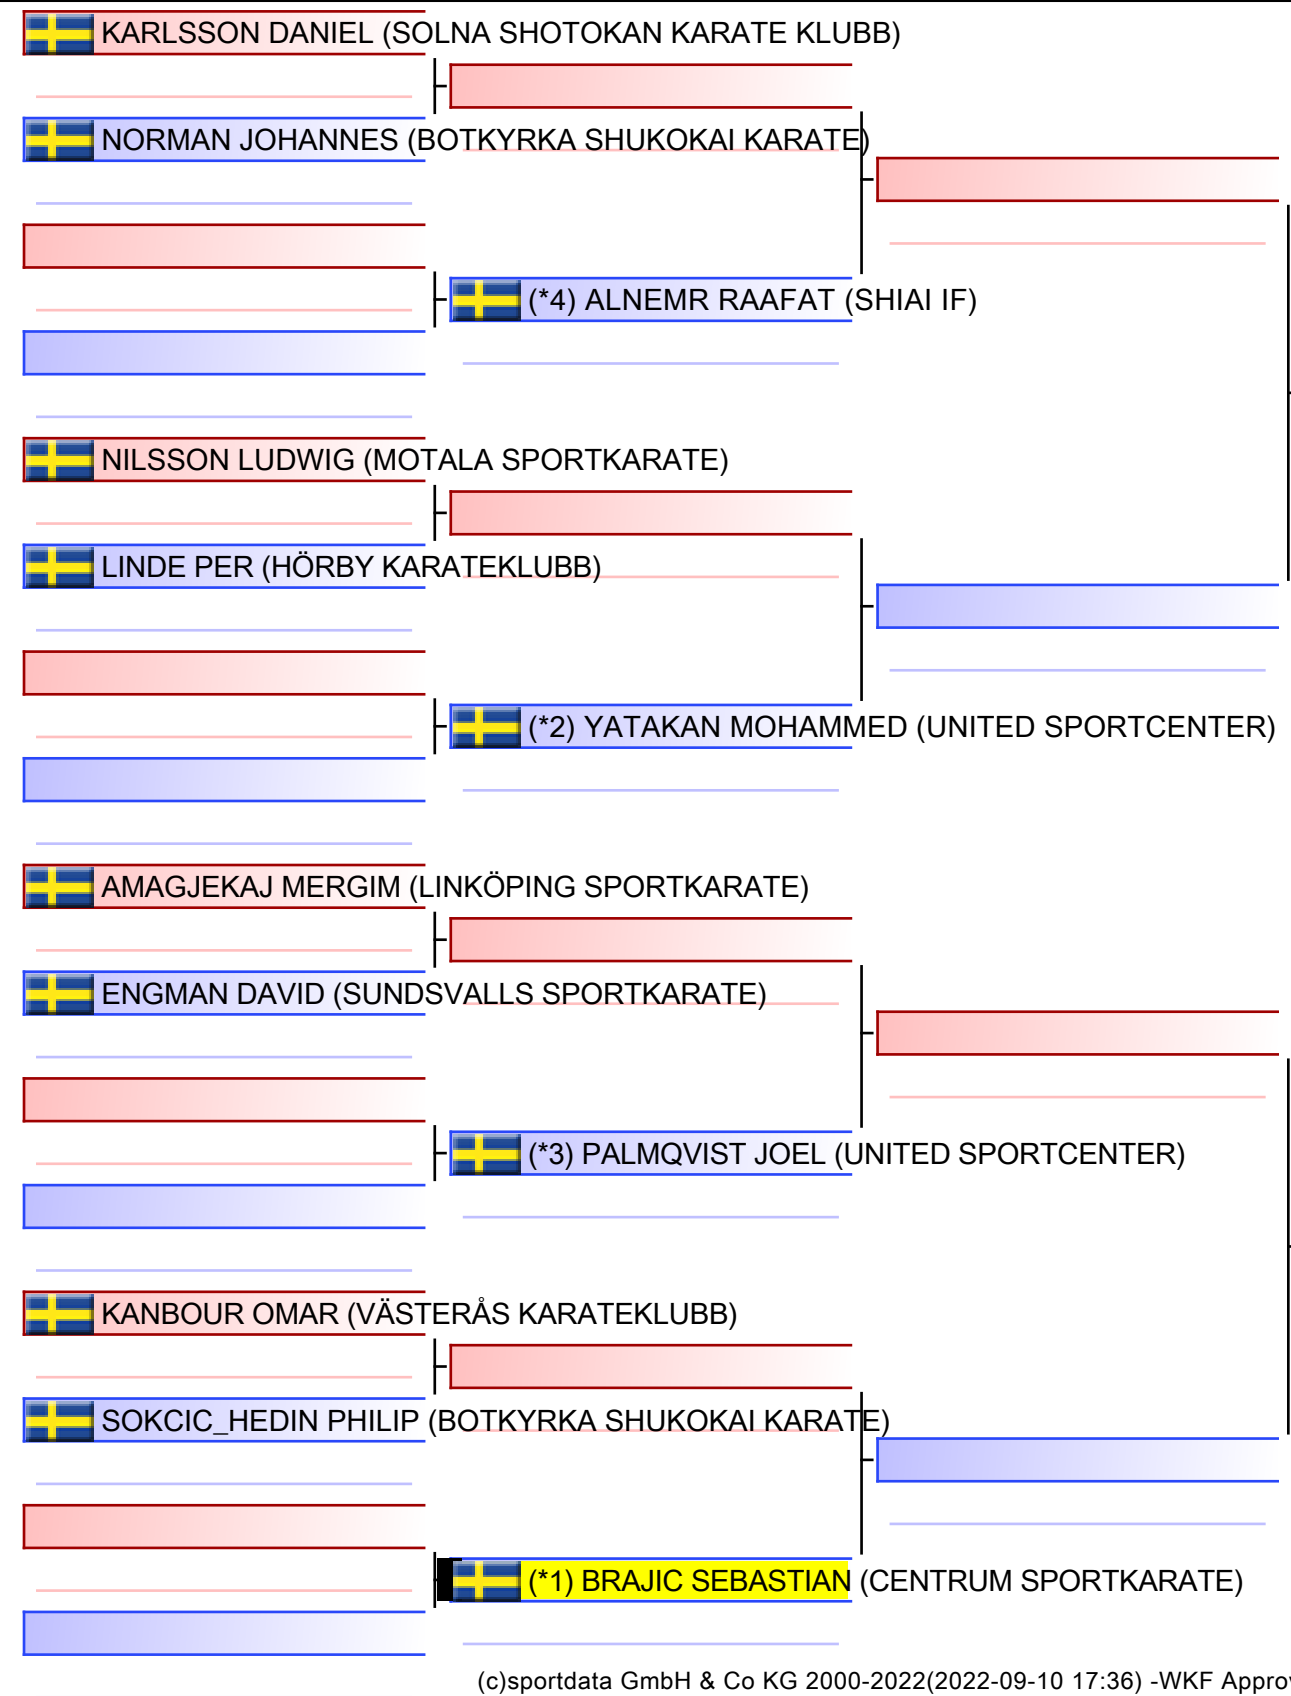 KARLSSON DANIEL (SOLNA SHOTOKAN KARATE KLUBB)
NORMAN JOHANNES (BOTKYRKA SHUKOKAI KARATE)
(*4) ALNEMR RAAFAT (SHIAI IF)
NILSSON LUDWIG (MOTALA SPORTKARATE)
LINDE PER (HÖRBY KARATEKLUBB)
(*2) YATAKAN MOHAMMED (UNITED SPORTCENTER)
AMAGJEKAJ MERGIM (LINKÖPING SPORTKARATE)
ENGMAN DAVID (SUNDSVALLS SPORTKARATE)
(*3) PALMQVIST JOEL (UNITED SPORTCENTER)
KANBOUR OMAR (VÄSTERÅS KARATEKLUBB)
SOKCIC_HEDIN PHILIP (BOTKYRKA SHUKOKAI KARATE)
(*1) BRAJIC SEBASTIAN (CENTRUM SPORTKARATE)
(c)sportdata GmbH & Co KG 2000-2022(2022-09-10 17:36) -WKF Approv